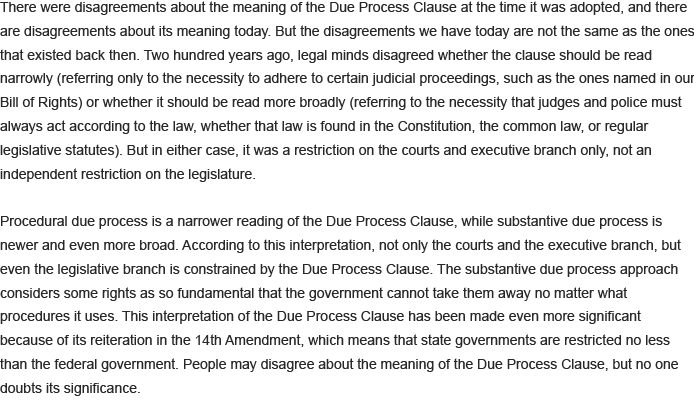 There were disagreements about the meaning of the Due Process Clause at the time it was adopted, and there
are disagreements about its meaning today. But the disagreements we have today are not the same as the ones
that existed back then. Two hundred years ago, legal minds disagreed whether the clause should be read
narrowly (referring only to the necessity to adhere to certain judicial proceedings, such as the ones named in our
Bill of Rights) or whether it should be read more broadly (referring to the necessity that judges and police must
always act according to the law, whether that law is found in the Constitution, the common law, or regular
legislative statutes). But in either case, it was a restriction on the courts and executive branch only, not an
independent restriction on the legislature.
Procedural due process is a narrower reading of the Due Process Clause, while substantive due process is
newer and even more broad. According to this interpretation, not only the courts and the executive branch, but
even the legislative branch is constrained by the Due Process Clause. The substantive due process approach
considers some rights as so fundamental that the government cannot take them away no matter what
procedures it uses. This interpretation of the Due Process Clause has been made even more significant
because of its reiteration in the 14th Amendment, which means that state governments are restricted no less
than the federal government. People may disagree about the meaning of the Due Process Clause, but no one
doubts its significance.